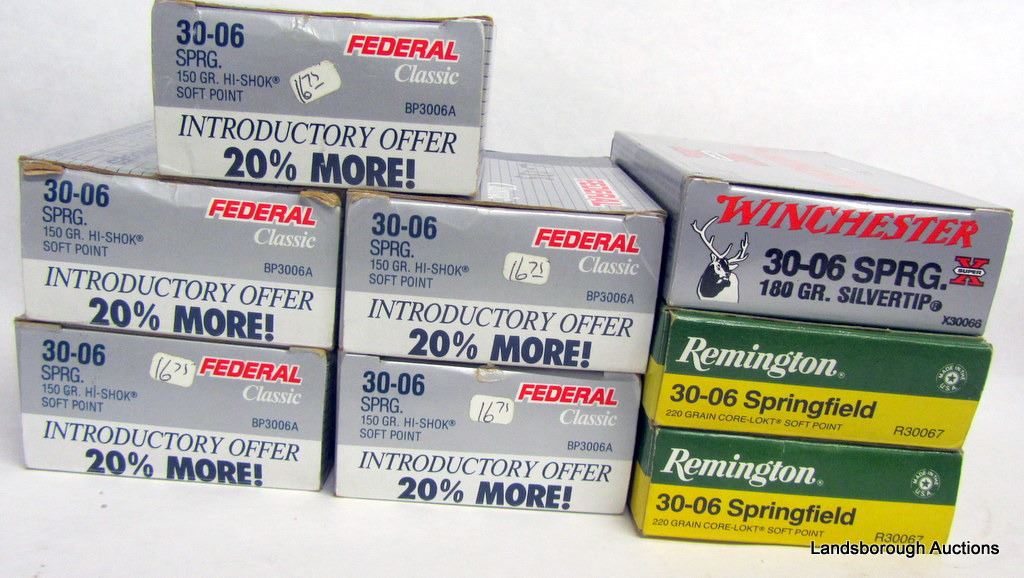 30-06
SPRG.
150 GR. HI-SHOK®
SOFT POINT
FEDERAL
Classic
16 75
BP3006A
INTRODUCTORY OFFER
20% MORE!
30-06
SPRG.
150 GR. HI-SHOK®
SOFT POINT
FEDERAL
Classic
BP3006A
INTRODUCTORY OFFER
20% MORE!
FEDERAL
30-06
SPRG.
150 GR. HI-SHOK®
SOFT POINT
FEDERAL
Classic
16 75
BP3006A
INTRODUCTORY OFFER
20% MORE!
WINCHESTER
30-06 SPRG.
SUPER X
180 GR. SILVERTIP®
X30066
30-06
SPRG.
150 GR. HI-SHOK®
SOFT POINT
16 75
FEDERAL
Classic
BP3006A
INTRODUCTORY OFFER
20% MORE!
30-06
SPRG.
150 GR. HI-SHOK®
SOFT POINT
16 75
FEDERAL
Classic
BP3006A
INTRODUCTORY OFFER
20% MORE!
Remington®
MADE IN U.S.A.
30-06 Springfield
220 GRAIN CORE-LOKT® SOFT POINT
R30067
Remington®
MADE IN U.S.A.
30-06 Springfield
220 GRAIN CORE-LOKT® SOFT POINT
R30067
Landsborough Auctions